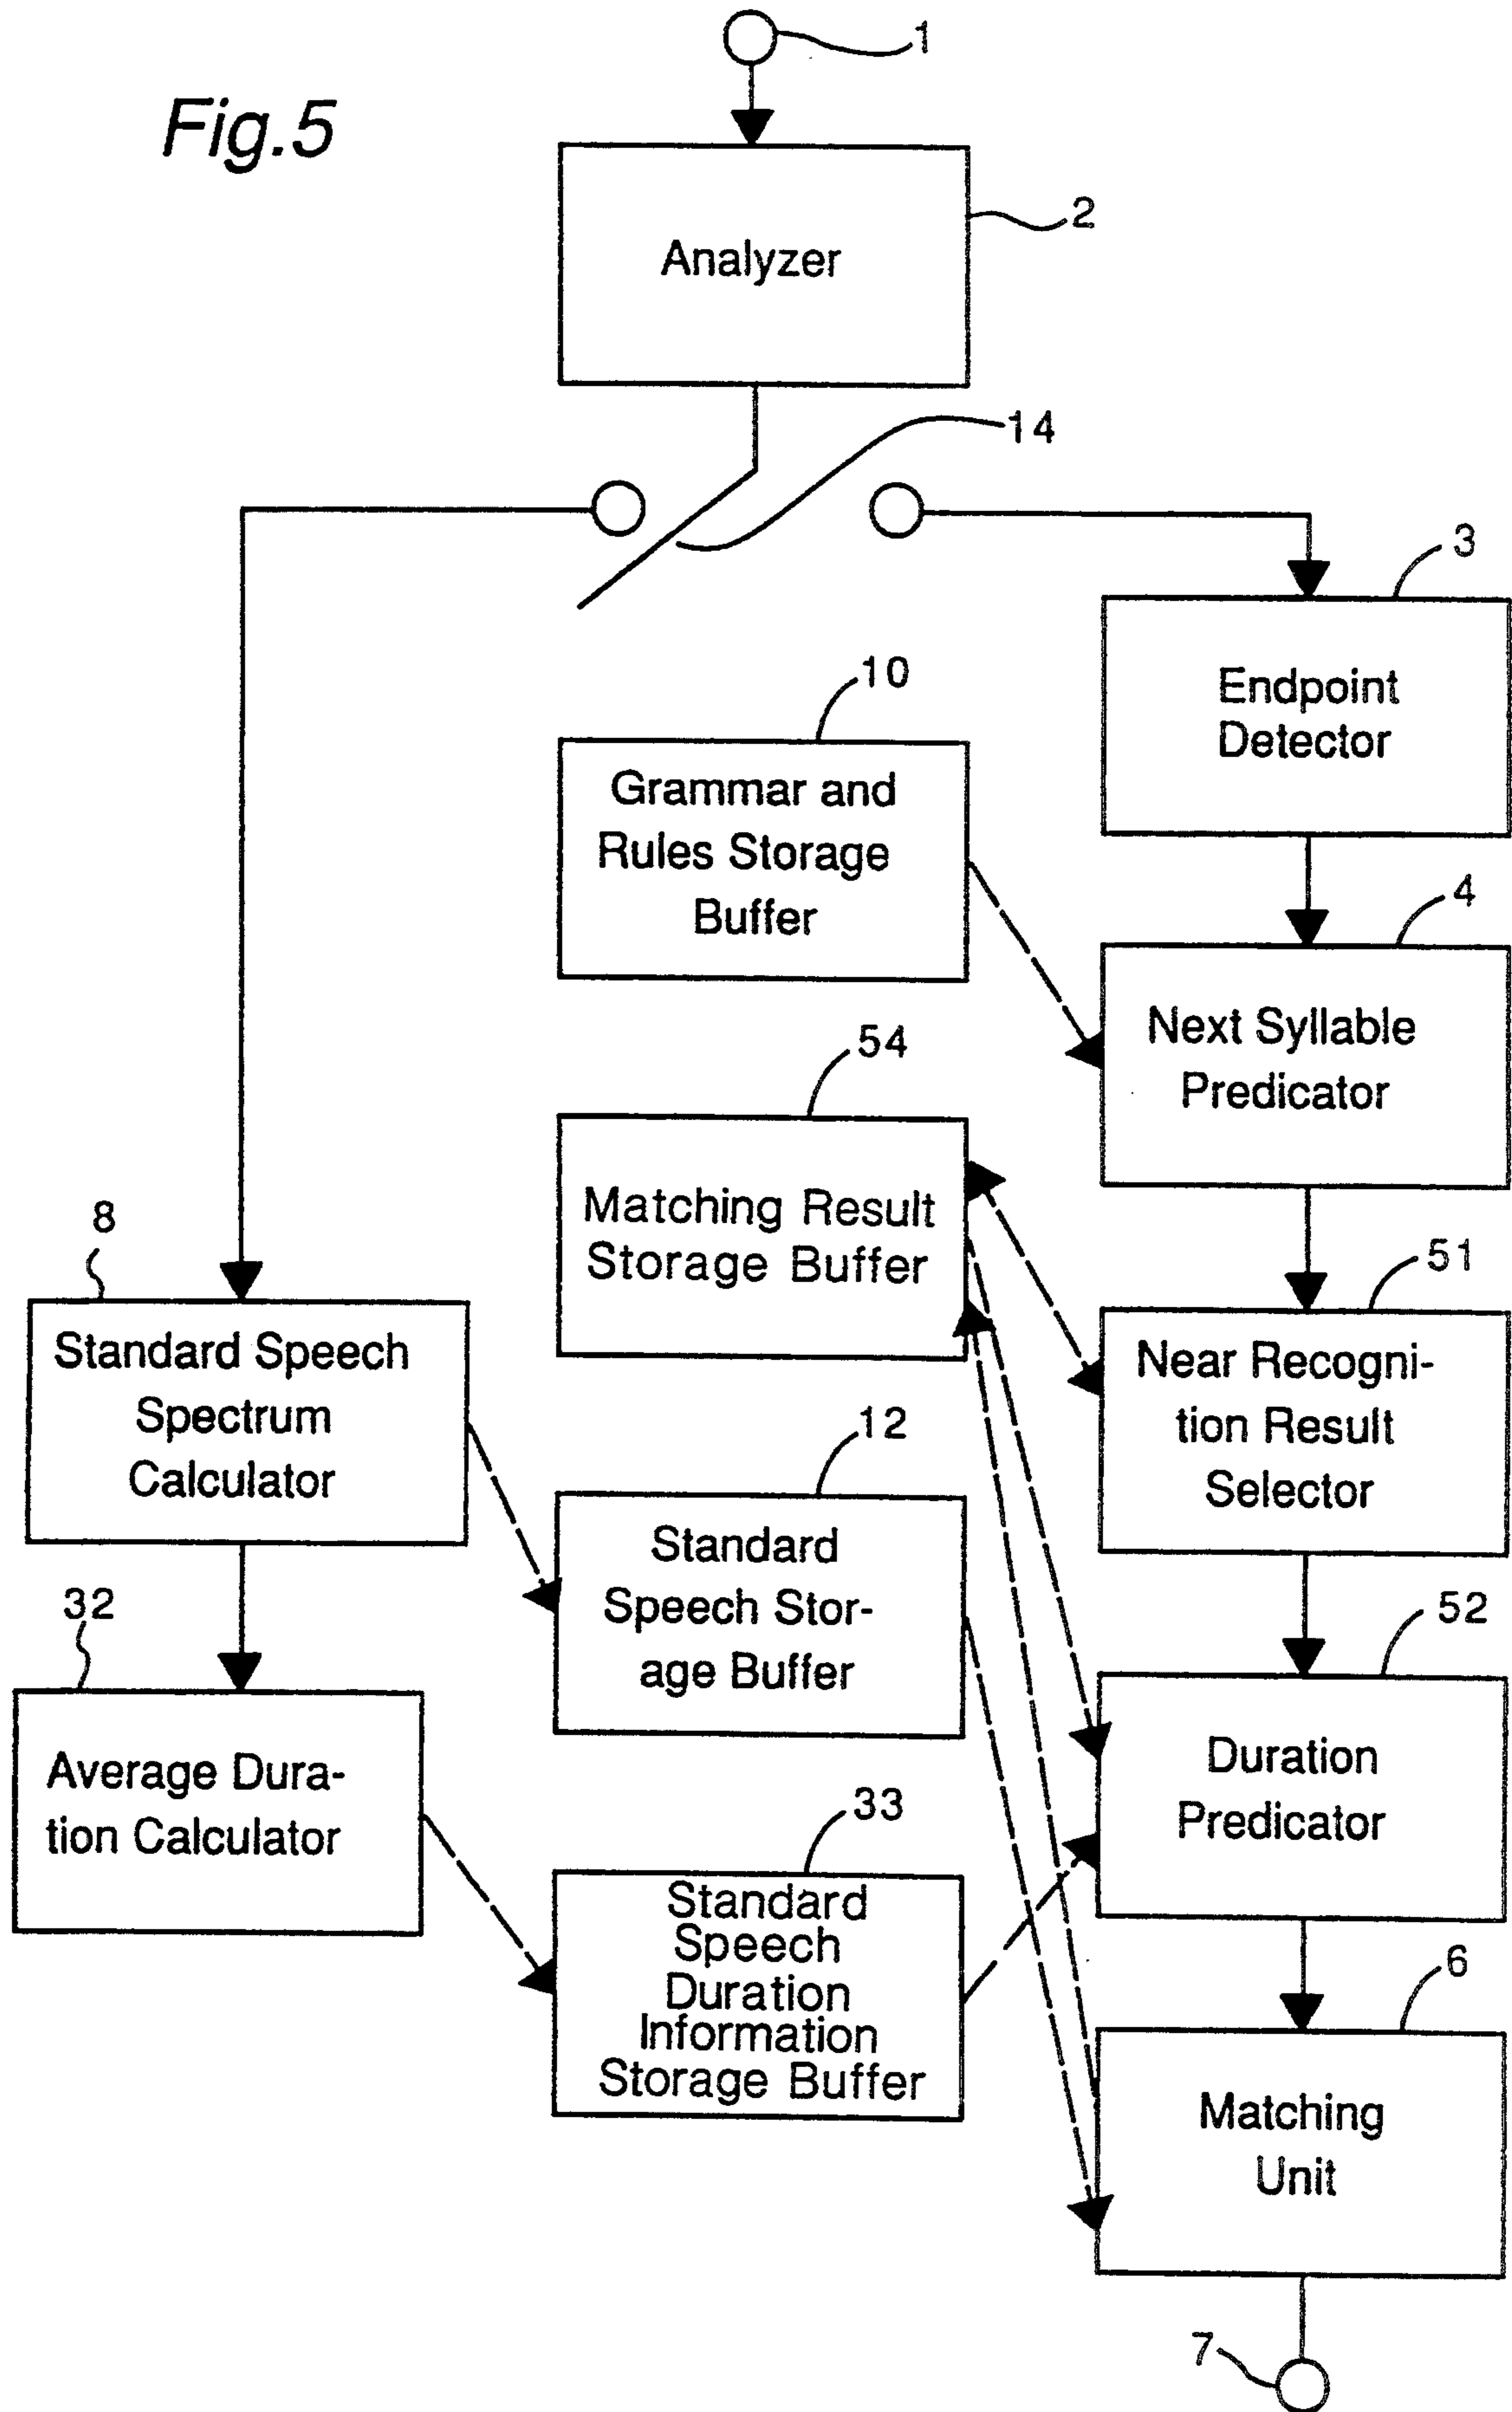 1
Fig.5
2
Analyzer
14
3
Endpoint
Detector
10
Grammar and
Rules Storage
Buffer
4
Next Syllable
Predicator
54
Matching Result
Storage Buffer
8
Standard Speech
Spectrum
Calculator
51
Near Recogni-
tion Result
Selector
12
Standard
Speech Stor-
age Buffer
32
Average Dura-
tion Calculator
52
Duration
Predicator
33
Standard
Speech
Duration
Information
Storage Buffer
6
Matching
Unit
7